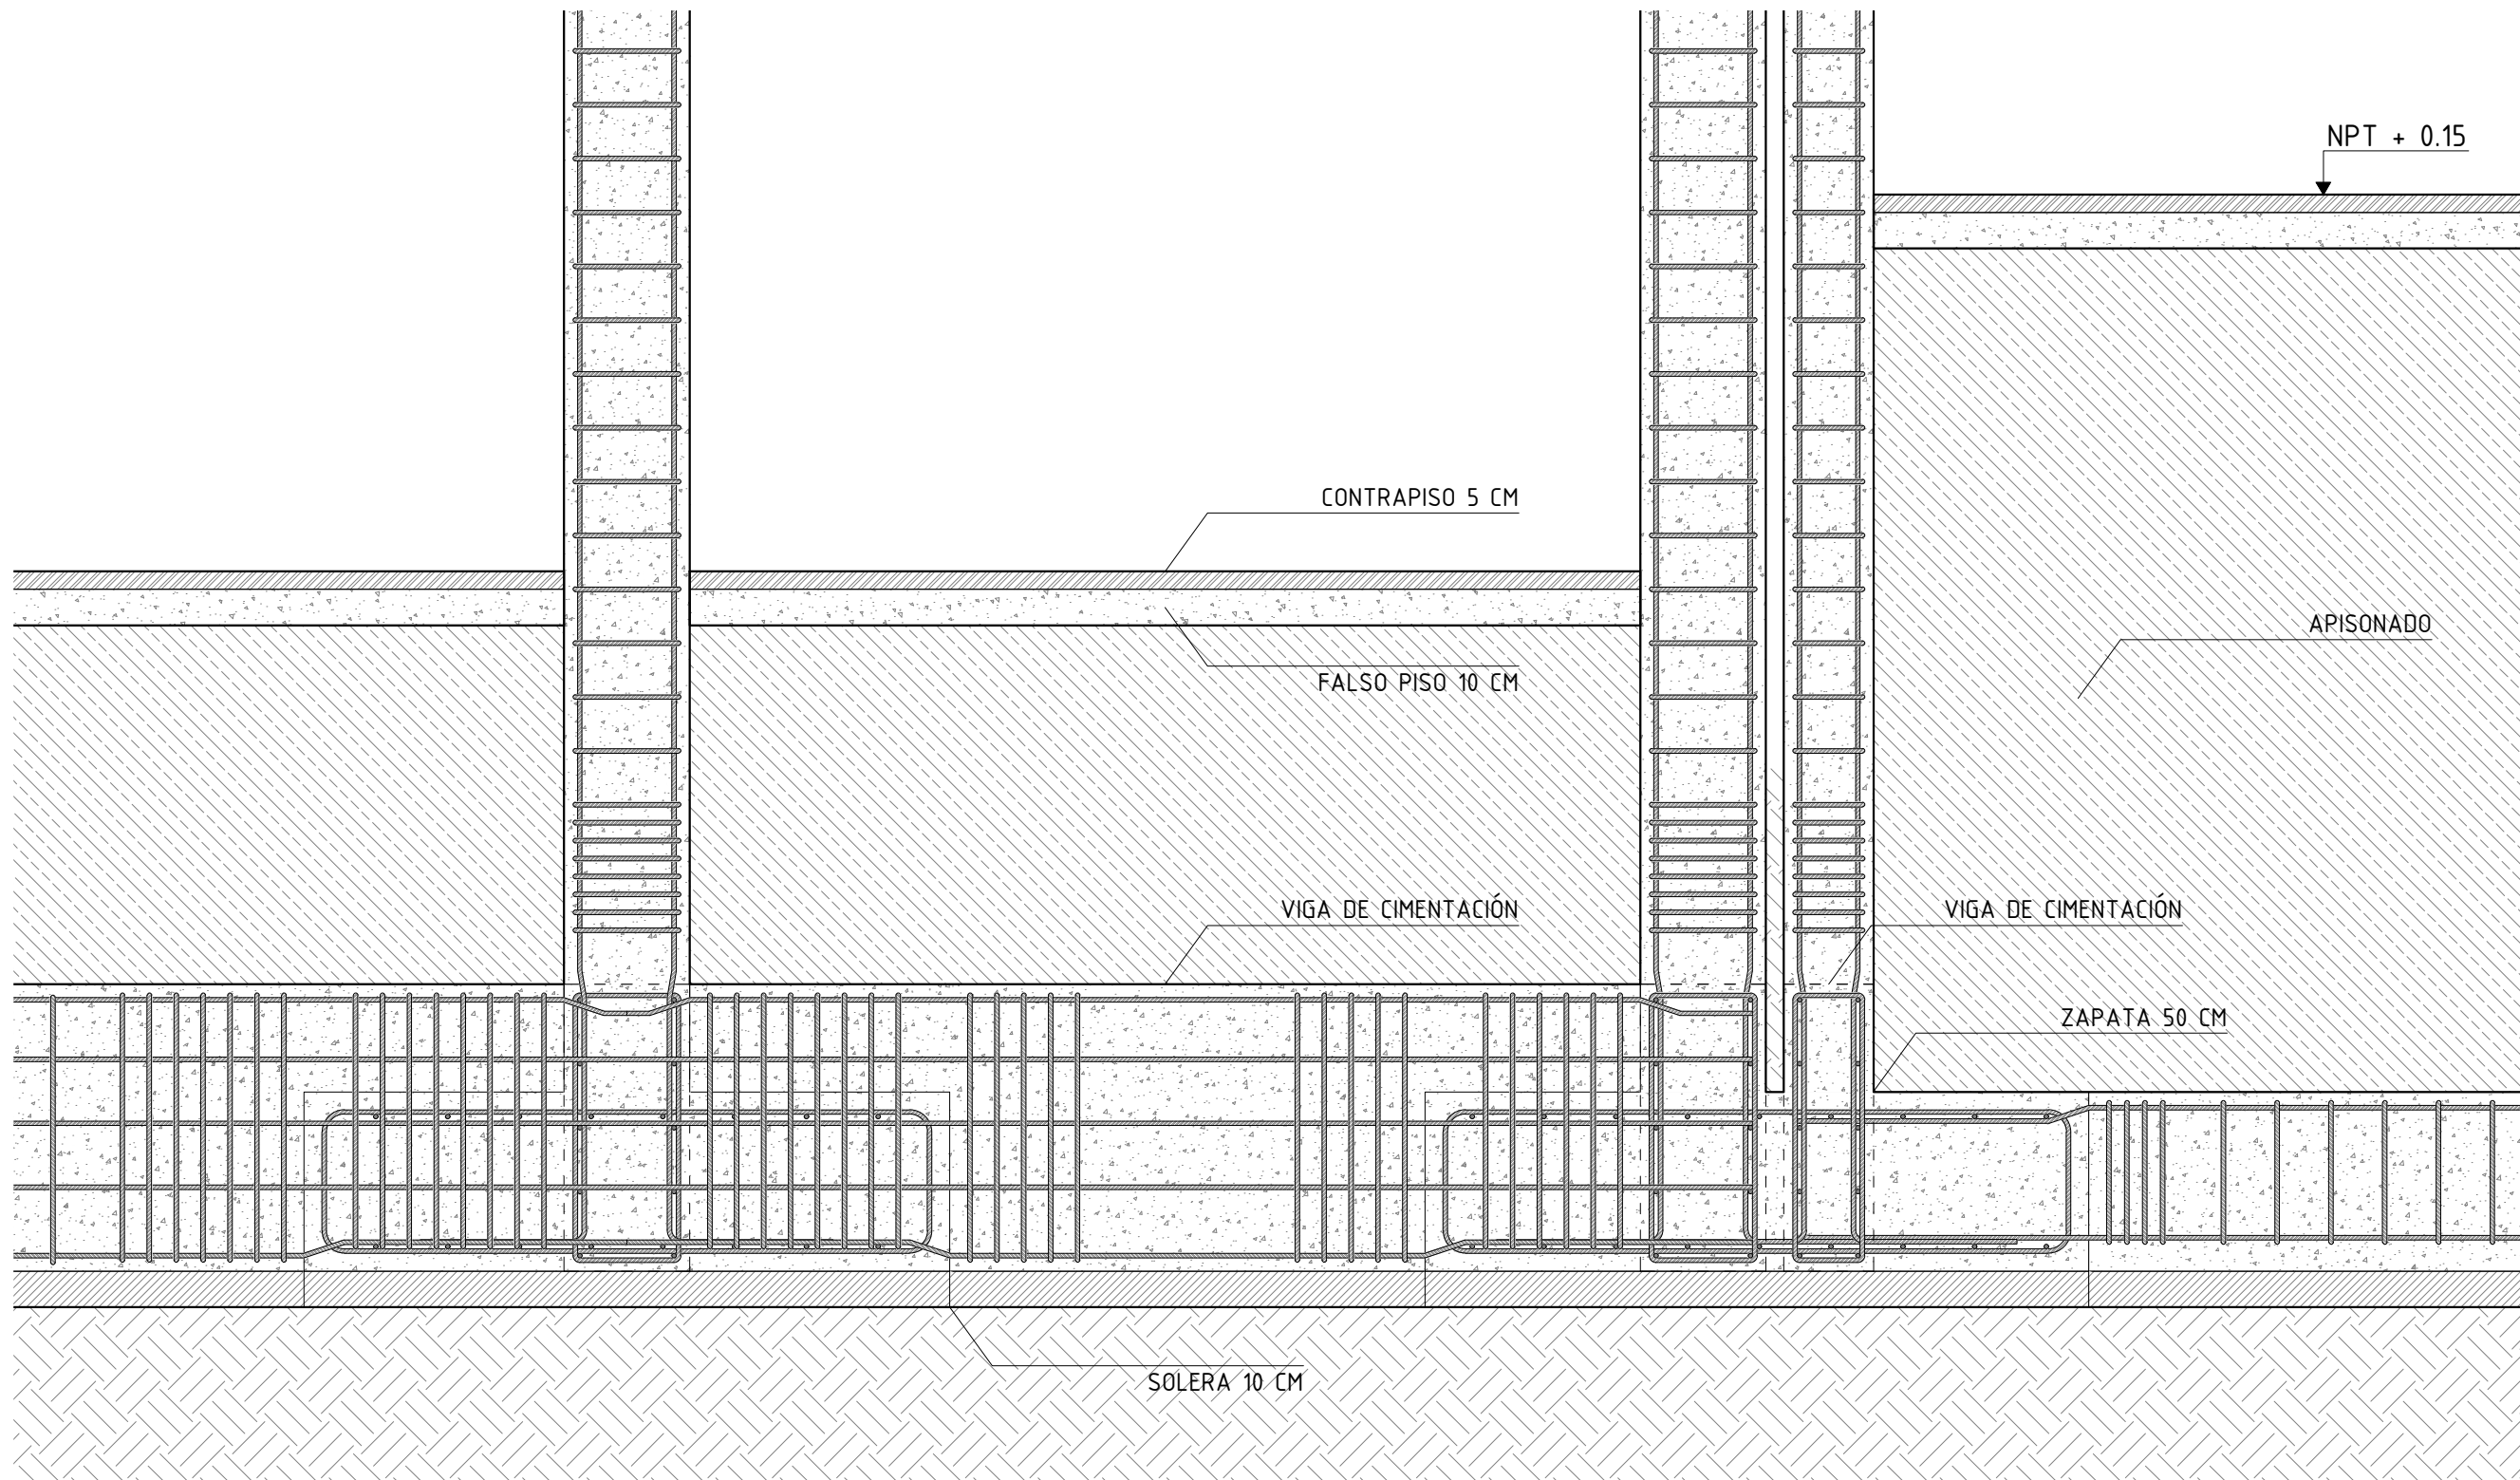 NPT + 0.15
CONTRAPISO 5 CM
APISONADO
FALSO PISO 10 CM
VIGA DE CIMENTACIÓN
VIGA DE CIMENTACIÓN
ZAPATA 50 CM
SOLERA 10 CM